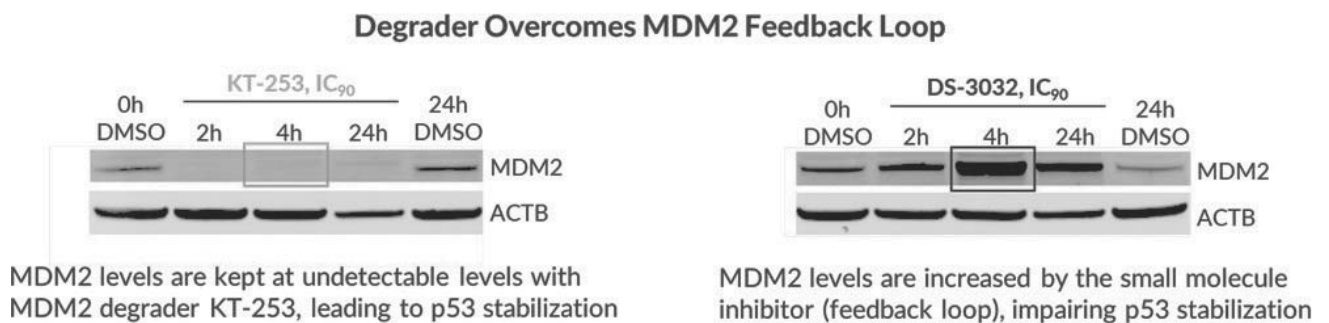 Degrader Overcomes MDM2 Feedback Loop
KT-253, IC90
0h DMSO 2h 4h 24h 24h DMSO
MDM2
ACTB
MDM2 levels are kept at undetectable levels with
MDM2 degrader KT-253, leading to p53 stabilization
DS-3032, IC90
0h DMSO 2h 4h 24h 24h DMSO
MDM2
ACTB
MDM2 levels are increased by the small molecule
inhibitor (feedback loop), impairing p53 stabilization